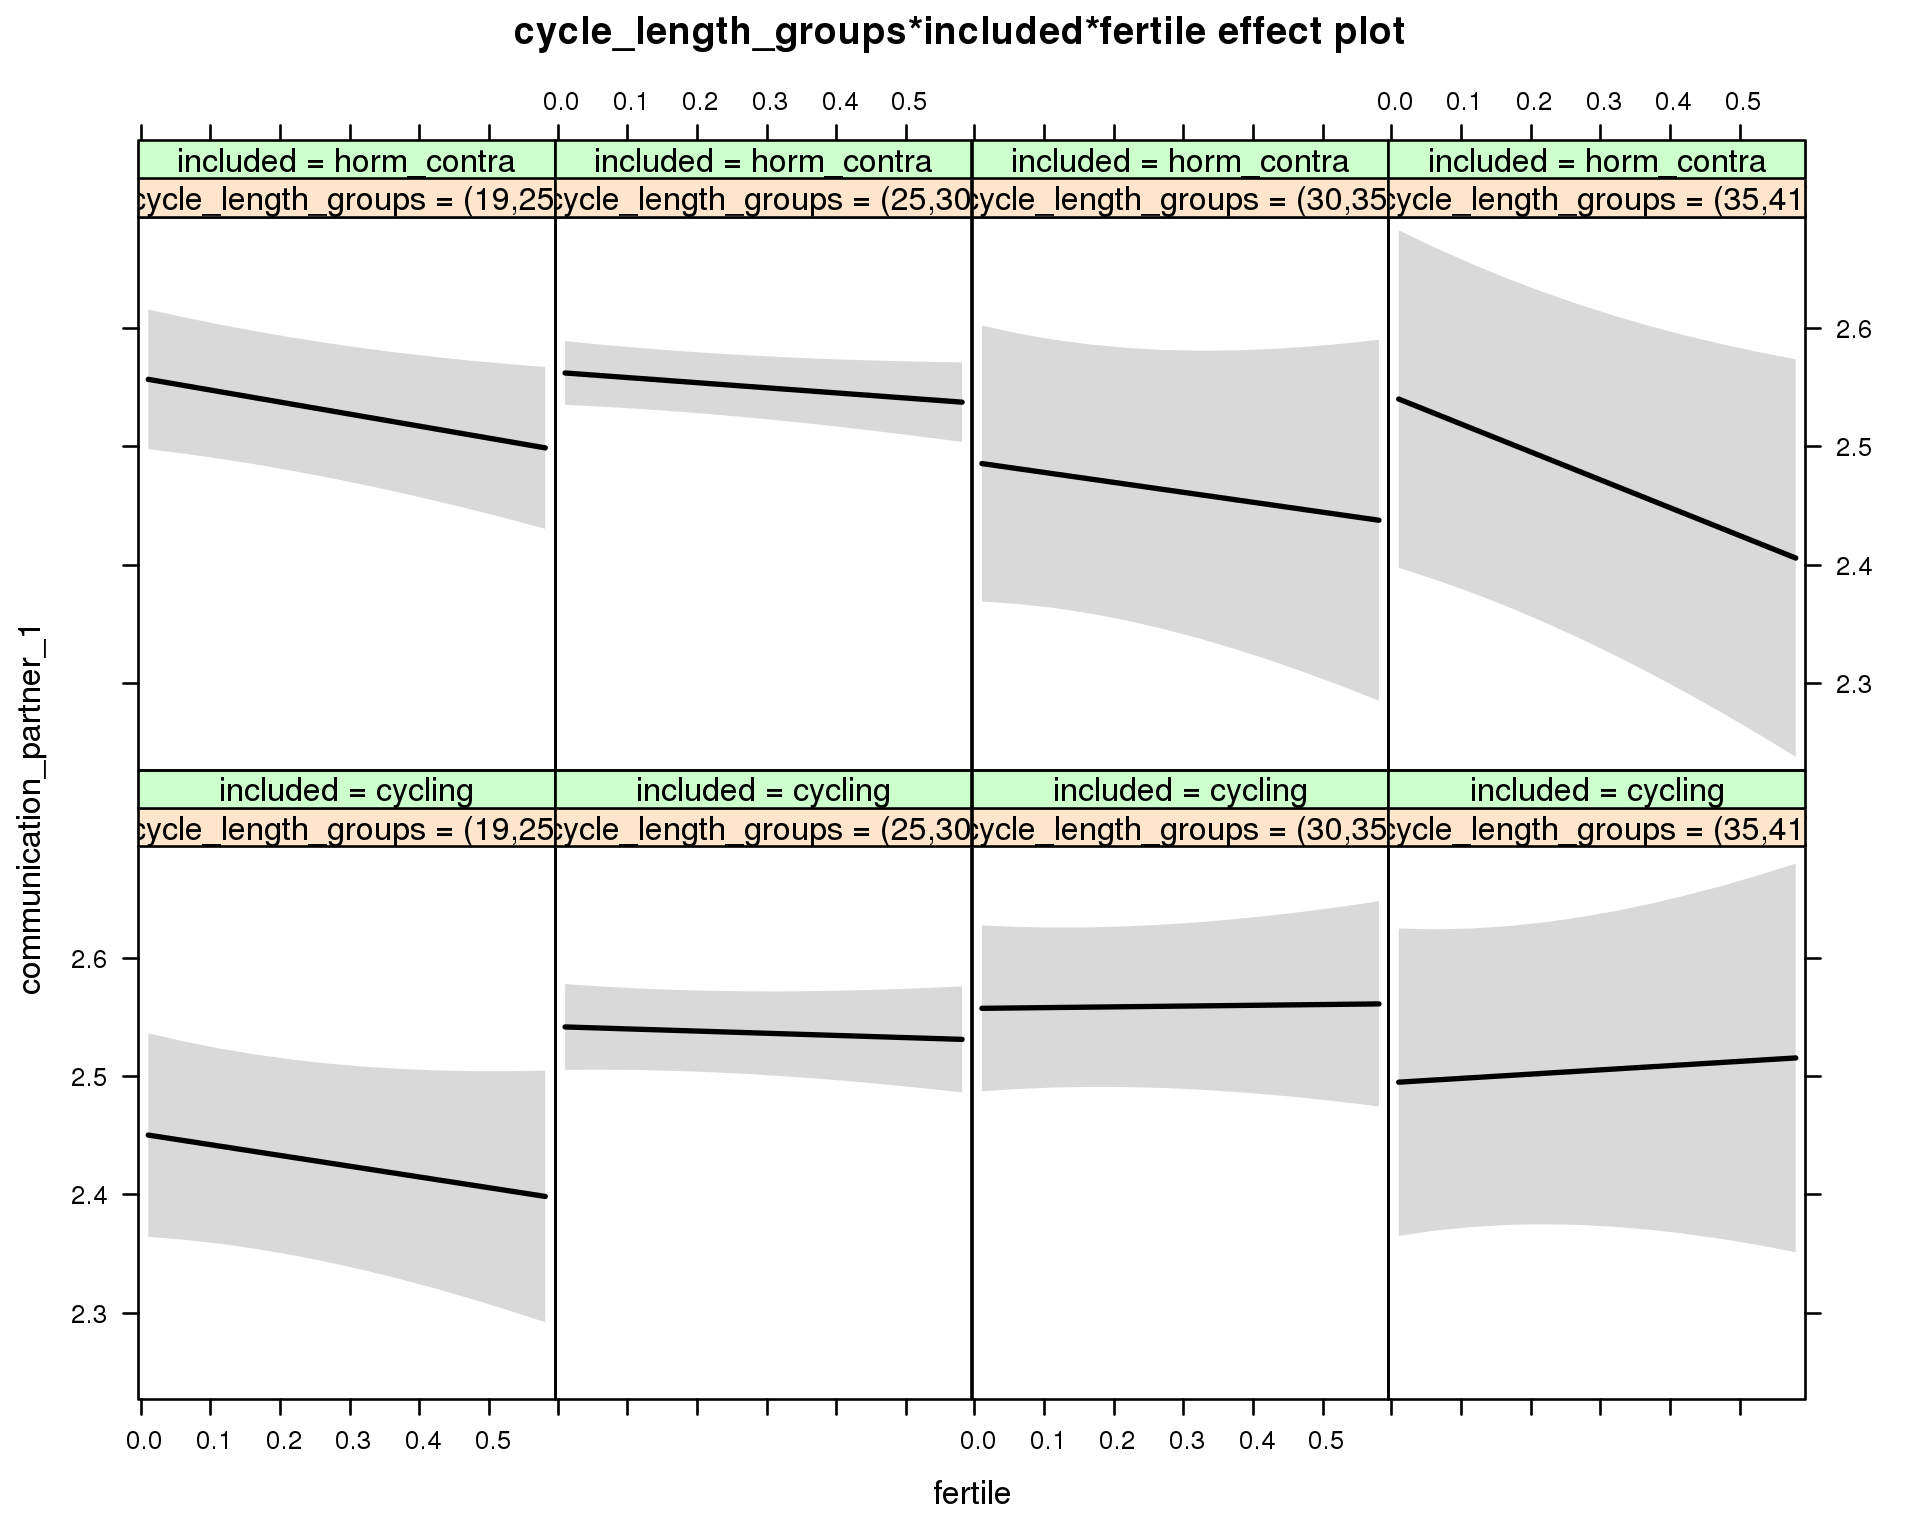 cycle_length_groups*included*fertile effect plot
0.0 0.1 0.2 0.3 0.4 0.5 0.0 0.1 0.2 0.3 0.4 0.5
included = horm_contra included = horm_contra included = horm_contra included = horm_contra
cycle_length_groups = (19,25 cycle_length_groups = (25,30 cycle_length_groups = (30,35 cycle_length_groups = (35,41
2.6
2.5
2.4
2.3
communication_partner_1
included = cycling included = cycling included = cycling included = cycling
cycle_length_groups = (19,25 cycle_length_groups = (25,30 cycle_length_groups = (30,35 cycle_length_groups = (35,41
2.6
2.5
2.4
2.3
0.0 0.1 0.2 0.3 0.4 0.5 0.0 0.1 0.2 0.3 0.4 0.5
fertile